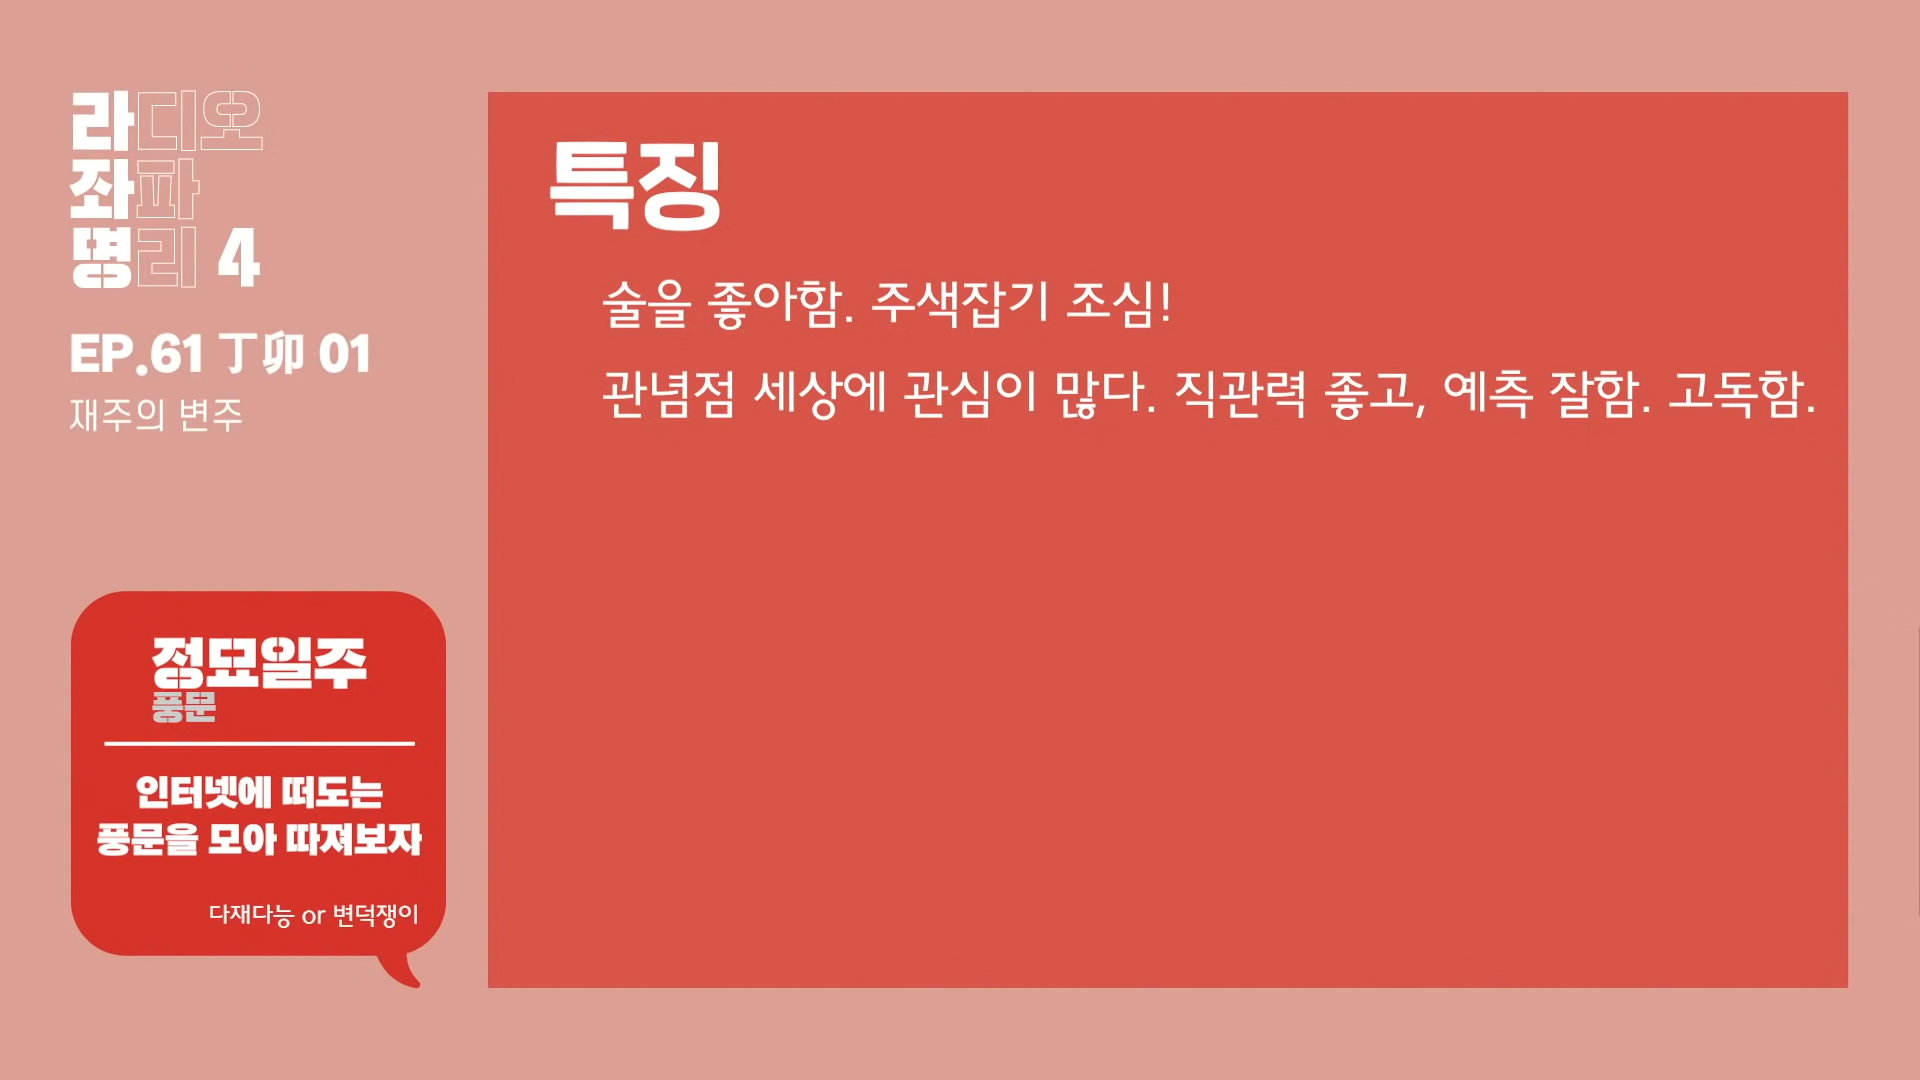 라디오
좌파
명리 4
EP.61 丁卯 01
재주의 변주
특징
술을 좋아함. 주색잡기 조심!
관념점 세상에 관심이 많다. 직관력 좋고, 예측 잘함. 고독함.
정묘일주
풍문
인터넷에 떠도는
풍문을 모아 따져보자
다재다능 or 변덕쟁이